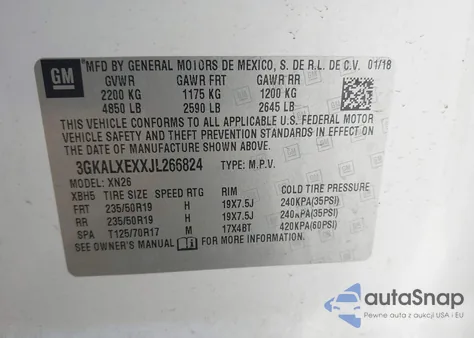 GM
MFD BY GENERAL MOTORS DE MEXICO, S. DE R.L. DE C.V. 01/18
GVWR GAWR FRT GAWR RR
2200 KG 1175 KG 1200 KG
4850 LB 2590 LB 2645 LB
THIS VEHICLE CONFORMS TO ALL APPLICABLE U.S. FEDERAL MOTOR
VEHICLE SAFETY AND THEFT PREVENTION STANDARDS IN EFFECT ON
THE DATE OF MANUFACTURE SHOWN ABOVE.
3GKALXEXXJL266824 TYPE: M.P.V.
MODEL: XN26
XBH5 TIRE SIZE SPEED RTG RIM COLD TIRE PRESSURE
FRT 235/50R19 H 19X7.5J 240KPA(35PSI)
RR 235/50R19 H 19X7.5J 240KPA(35PSI)
SPA T125/70R17 M 17X4BT 420KPA(60PSI)
SEE OWNER'S MANUAL FOR MORE INFORMATION.
autoSnap
Pewne auta z aukcji USA i EU